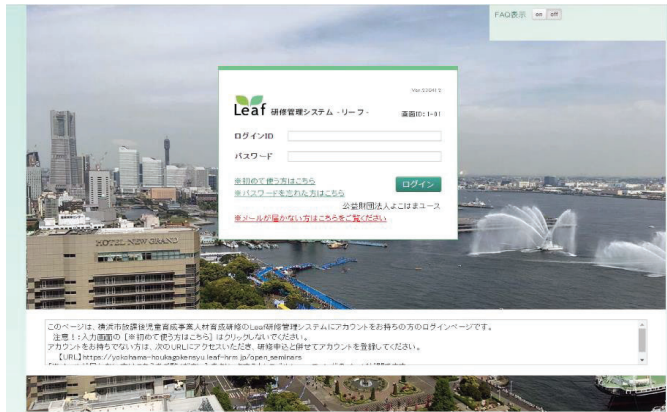 FAQ表示 on off
Leaf 研修管理システム - リーフ -
画面ID:1-01
ログインID
パスワード
※初めて使う方はこちら
※パスワードを忘れた方はこちら
ログイン
公益財団法人よこはまユース
※メールが届かない方はこちらをご覧ください
HOTEL NEW GRAND
このページは、横浜市放課後児童育成事業人材育成研修のLeaf研修管理システムにアカウントをお持ちの方のログインページです。
注意!:入力画面の【※初めて使う方はこちら】はクリックしないでください。
アカウントをお持ちでない方は、次のURLにアクセスいただき、研修申込と併せてアカウントを登録してください。
【URL】https://yokohama-houkagokensyu.leaf-hrm.jp/open_seminars